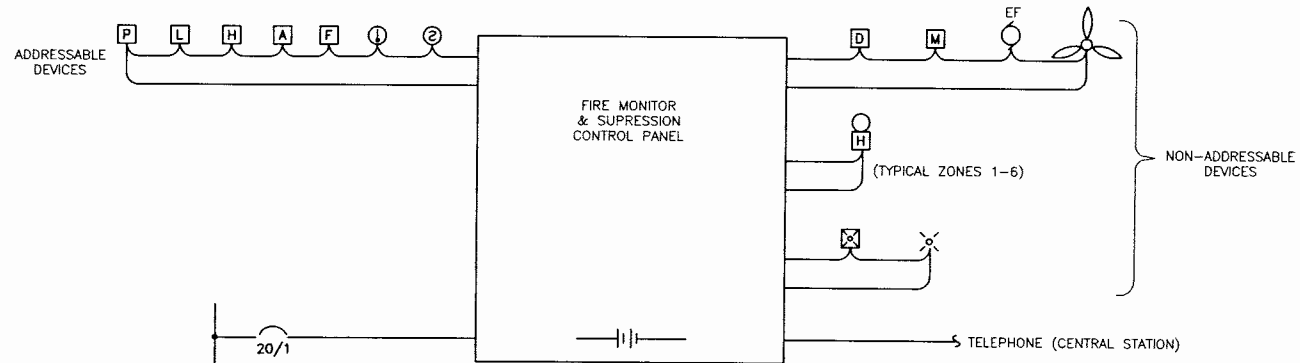 P L H A F 2
ADDRESSABLE
DEVICES
FIRE MONITOR
& SUPRESSION
CONTROL PANEL
D M EF
H
(TYPICAL ZONES 1-6)
NON-ADDRESSABLE
DEVICES
20/1
TELEPHONE (CENTRAL STATION)